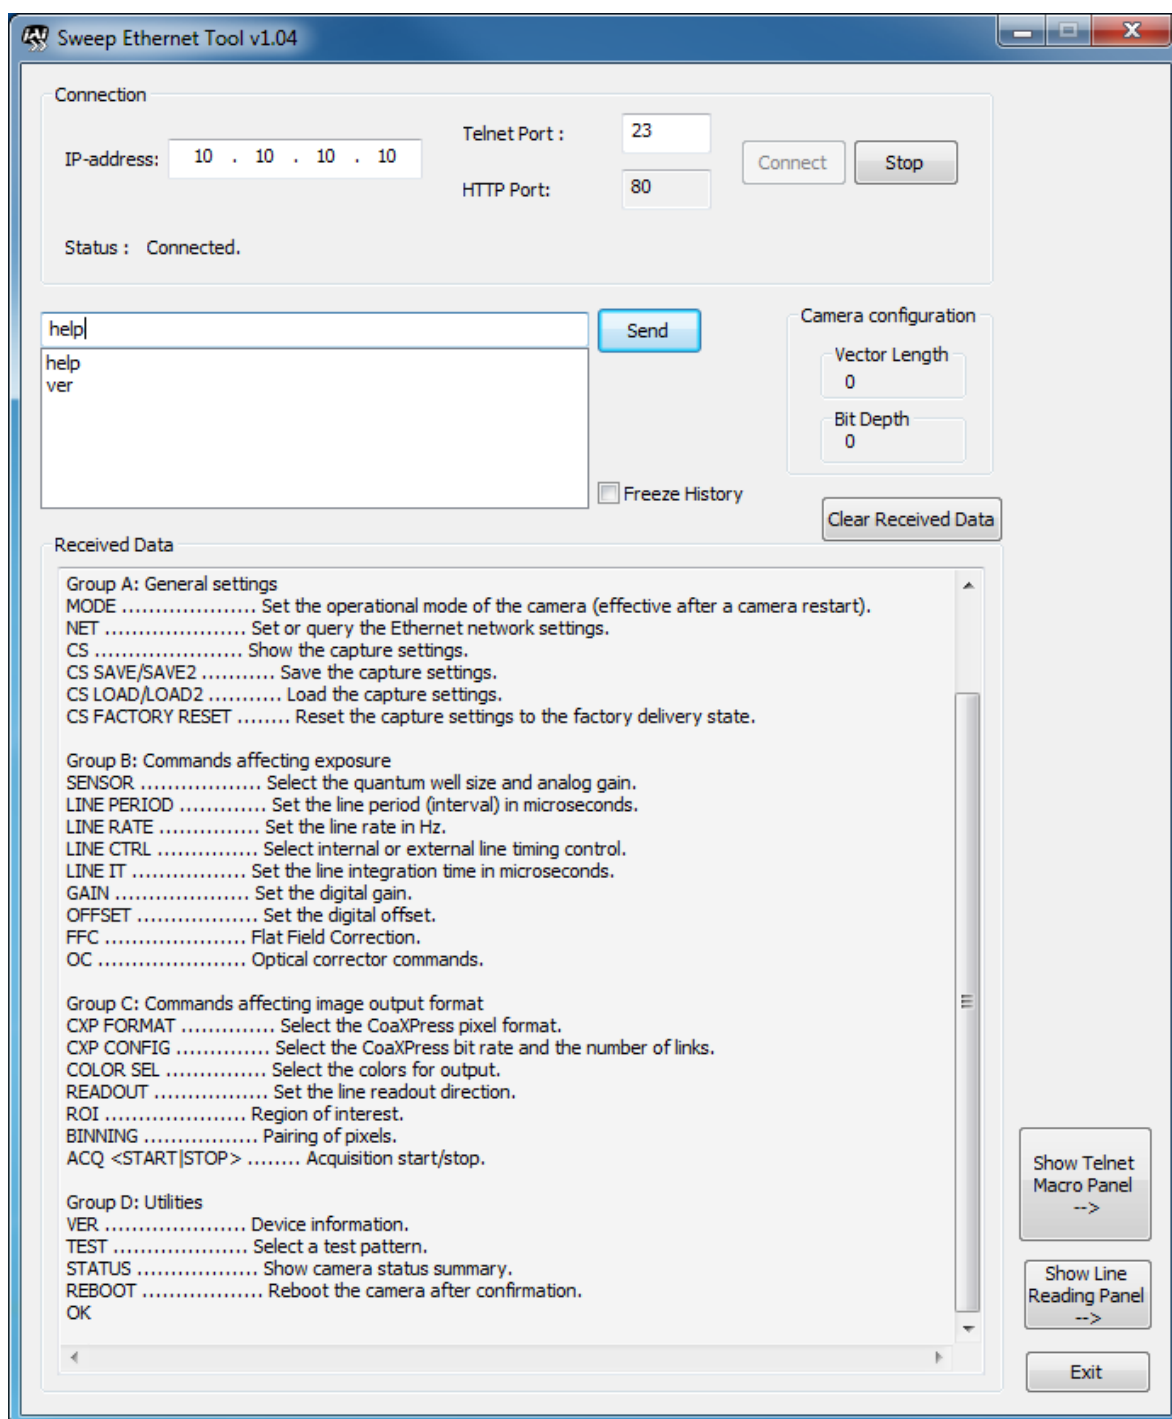 Sweep Ethernet Tool v1.04
Connection
IP-address: 10 . 10 . 10 . 10
Telnet Port : 23
HTTP Port: 80
Connect
Stop
Status : Connected.
help
Send
help
ver
Freeze History
Camera configuration
Vector Length
0
Bit Depth
0
Clear Received Data
Received Data
Group A: General settings
MODE .................... Set the operational mode of the camera (effective after a camera restart).
NET ..................... Set or query the Ethernet network settings.
CS ...................... Show the capture settings.
CS SAVE/SAVE2 ........... Save the capture settings.
CS LOAD/LOAD2 ........... Load the capture settings.
CS FACTORY RESET ........ Reset the capture settings to the factory delivery state.
Group B: Commands affecting exposure
SENSOR .................. Select the quantum well size and analog gain.
LINE PERIOD ............. Set the line period (interval) in microseconds.
LINE RATE ............... Set the line rate in Hz.
LINE CTRL ............... Select internal or external line timing control.
LINE IT ................. Set the line integration time in microseconds.
GAIN .................... Set the digital gain.
OFFSET .................. Set the digital offset.
FFC ..................... Flat Field Correction.
OC ...................... Optical corrector commands.
Group C: Commands affecting image output format
CXP FORMAT .............. Select the CoaXPress pixel format.
CXP CONFIG .............. Select the CoaXPress bit rate and the number of links.
COLOR SEL ............... Select the colors for output.
READOUT ................. Set the line readout direction.
ROI ..................... Region of interest.
BINNING ................. Pairing of pixels.
ACQ <START|STOP> ........ Acquisition start/stop.
Group D: Utilities
VER ..................... Device information.
TEST .................... Select a test pattern.
STATUS .................. Show camera status summary.
REBOOT .................. Reboot the camera after confirmation.
OK
Show Telnet
Macro Panel
-->
Show Line
Reading Panel
-->
Exit